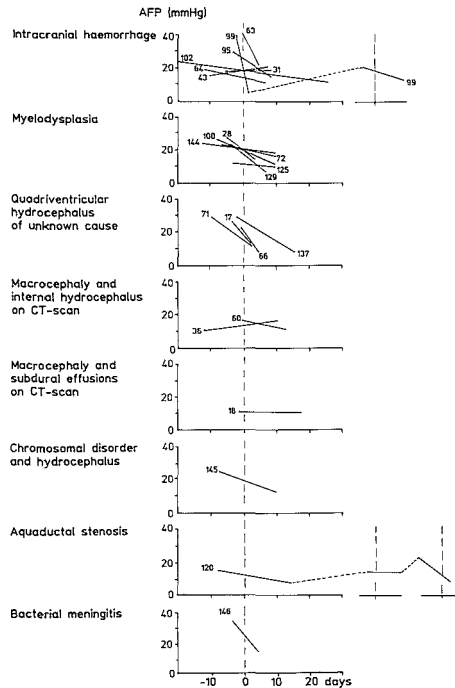 AFP (mmHg)
Intracranial haemorrhage
40
20
0
99
63
95
102
64
43
31
99
Myelodysplasia
40
20
0
28
100
144
72
125
129
Quadriventricular
hydrocephalus
of unknown cause
40
20
0
71
17
66
137
Macrocephaly and
internal hydrocephalus
on CT-scan
40
20
0
60
36
Macrocephaly and
subdural effusions
on CT-scan
40
20
0
18
Chromosomal disorder
and hydrocephalus
40
20
0
145
Aquaductal stenosis
40
20
0
120
Bacterial meningitis
40
20
0
146
-10 0 10 20 days